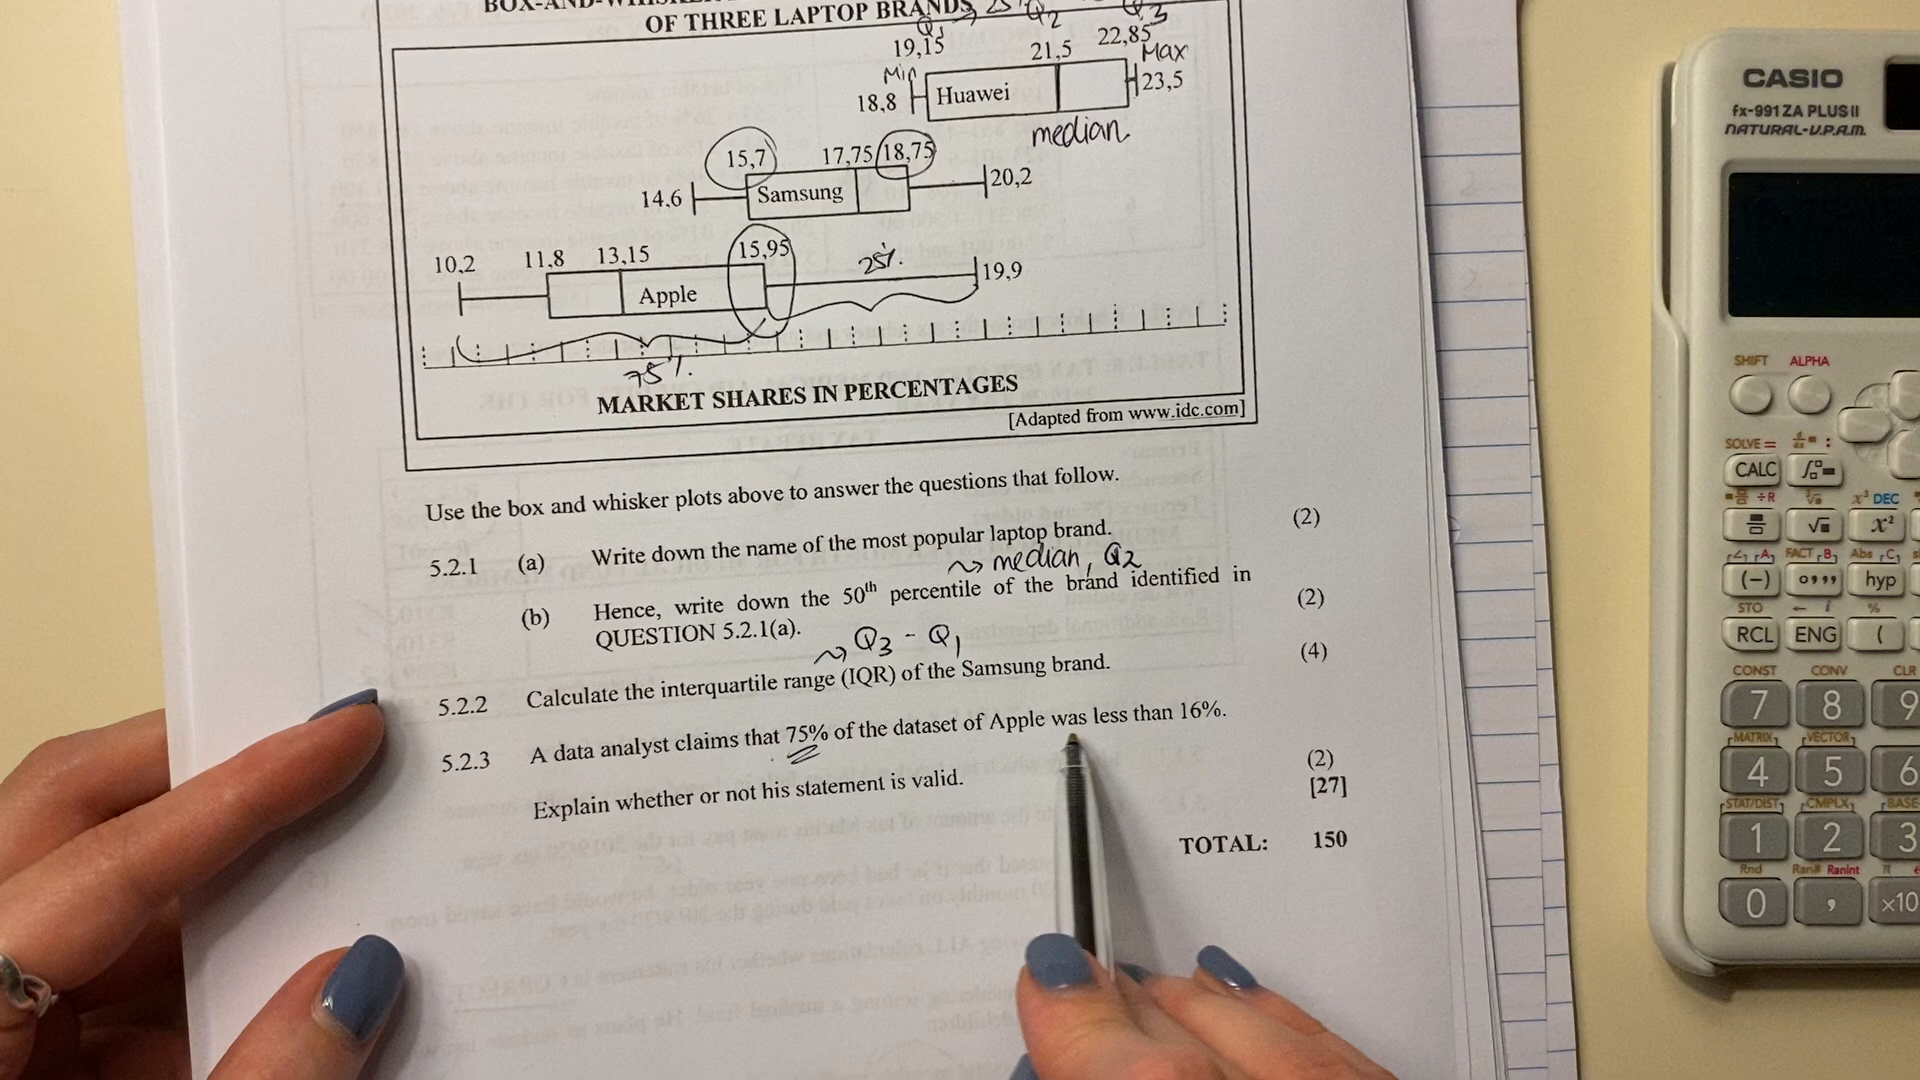 OF THREE LAPTOP BRANDS
Q1 → 25% Q2 Q3
19,15 21,5 22,85
Min Max
18,8 Huawei 23,5
median
15,7 17,75 18,75
14,6 Samsung 20,2
10,2 11,8 13,15 15,95 25%
Apple 19,9
75%
MARKET SHARES IN PERCENTAGES
[Adapted from www.idc.com]
Use the box and whisker plots above to answer the questions that follow.
5.2.1 (a) Write down the name of the most popular laptop brand. (2)
median, Q2
(b) Hence, write down the 50th percentile of the brand identified in
QUESTION 5.2.1(a). (2)
Q3 - Q1
5.2.2 Calculate the interquartile range (IQR) of the Samsung brand. (4)
5.2.3 A data analyst claims that 75% of the dataset of Apple was less than 16%.
Explain whether or not his statement is valid. (2)
[27]
TOTAL: 150
CASIO
fx-991ZA PLUS II
NATURAL-V.P.A.M.
SHIFT ALPHA
SOLVE = :
CALC
÷R x³ DEC
x²
FACT B Abs C
(-) hyp
STO ← i %
RCL ENG (
CONST CONV CLR
7 8 9
MATRIX VECTOR
4 5 6
STAT/DIST CMPLX BASE
1 2 3
Rnd Ran# RanInt π
0 , ×10